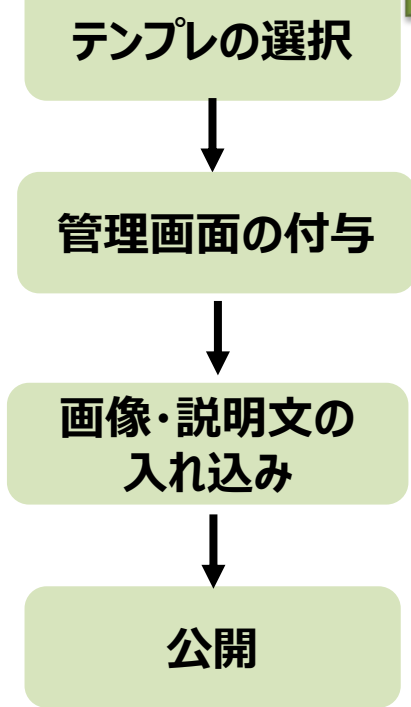 テンプレの選択
管理画面の付与
画像・説明文の
入れ込み
公開